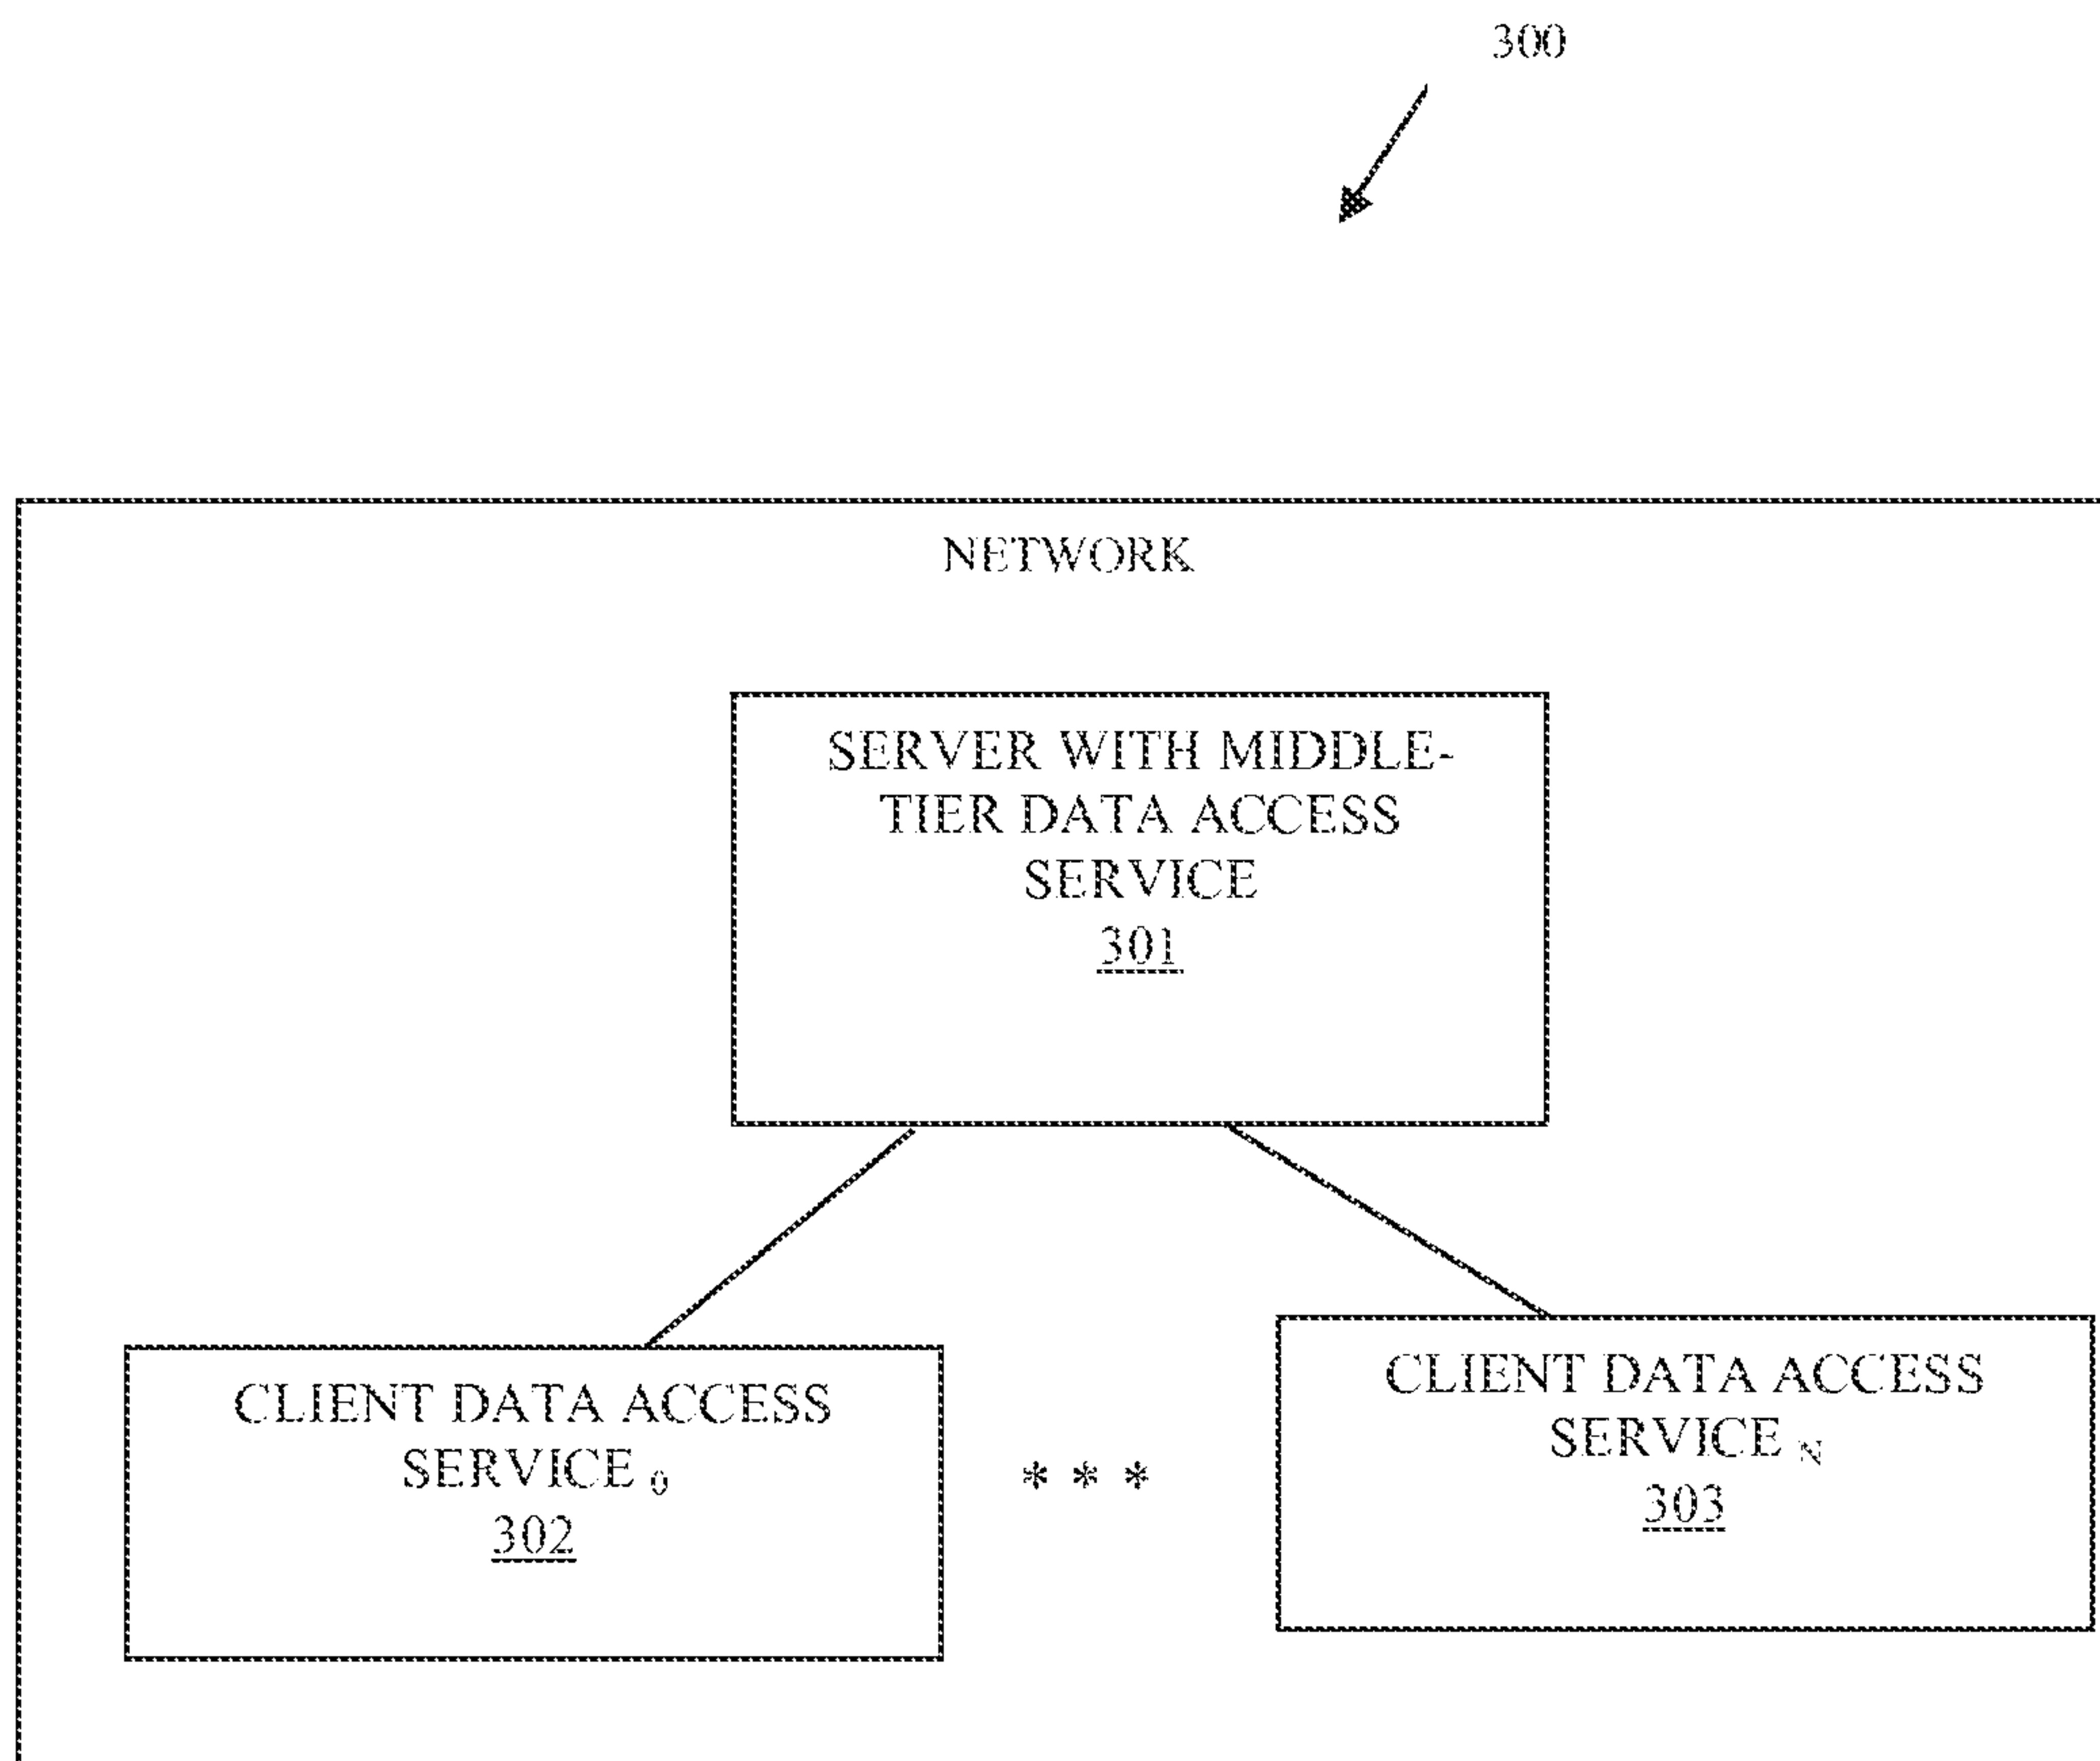 300
NETWORK
SERVER WITH MIDDLE-
TIER DATA ACCESS
SERVICE
301
CLIENT DATA ACCESS
SERVICE 0
302
* * *
CLIENT DATA ACCESS
SERVICE N
303